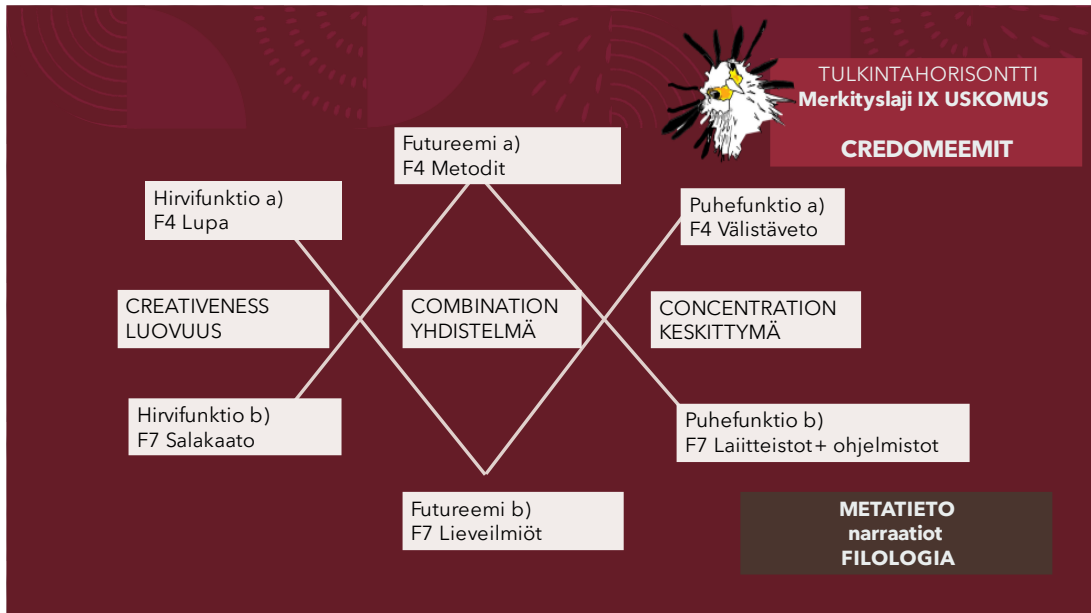 TULKINTAHORISONTTI
Merkityslaji IX USKOMUS
CREDOMEEMIT
Futureemi a)
F4 Metodit
Hirvifunktio a)
F4 Lupa
Puhefunktio a)
F4 Välistäveto
CREATIVENESS
LUOVUUS
COMBINATION
YHDISTELMÄ
CONCENTRATION
KESKITTYMÄ
Hirvifunktio b)
F7 Salakaato
Puhefunktio b)
F7 Laiitteistot+ ohjelmistot
Futureemi b)
F7 Lieveilmiöt
METATIETO
narraatiot
FILOLOGIA